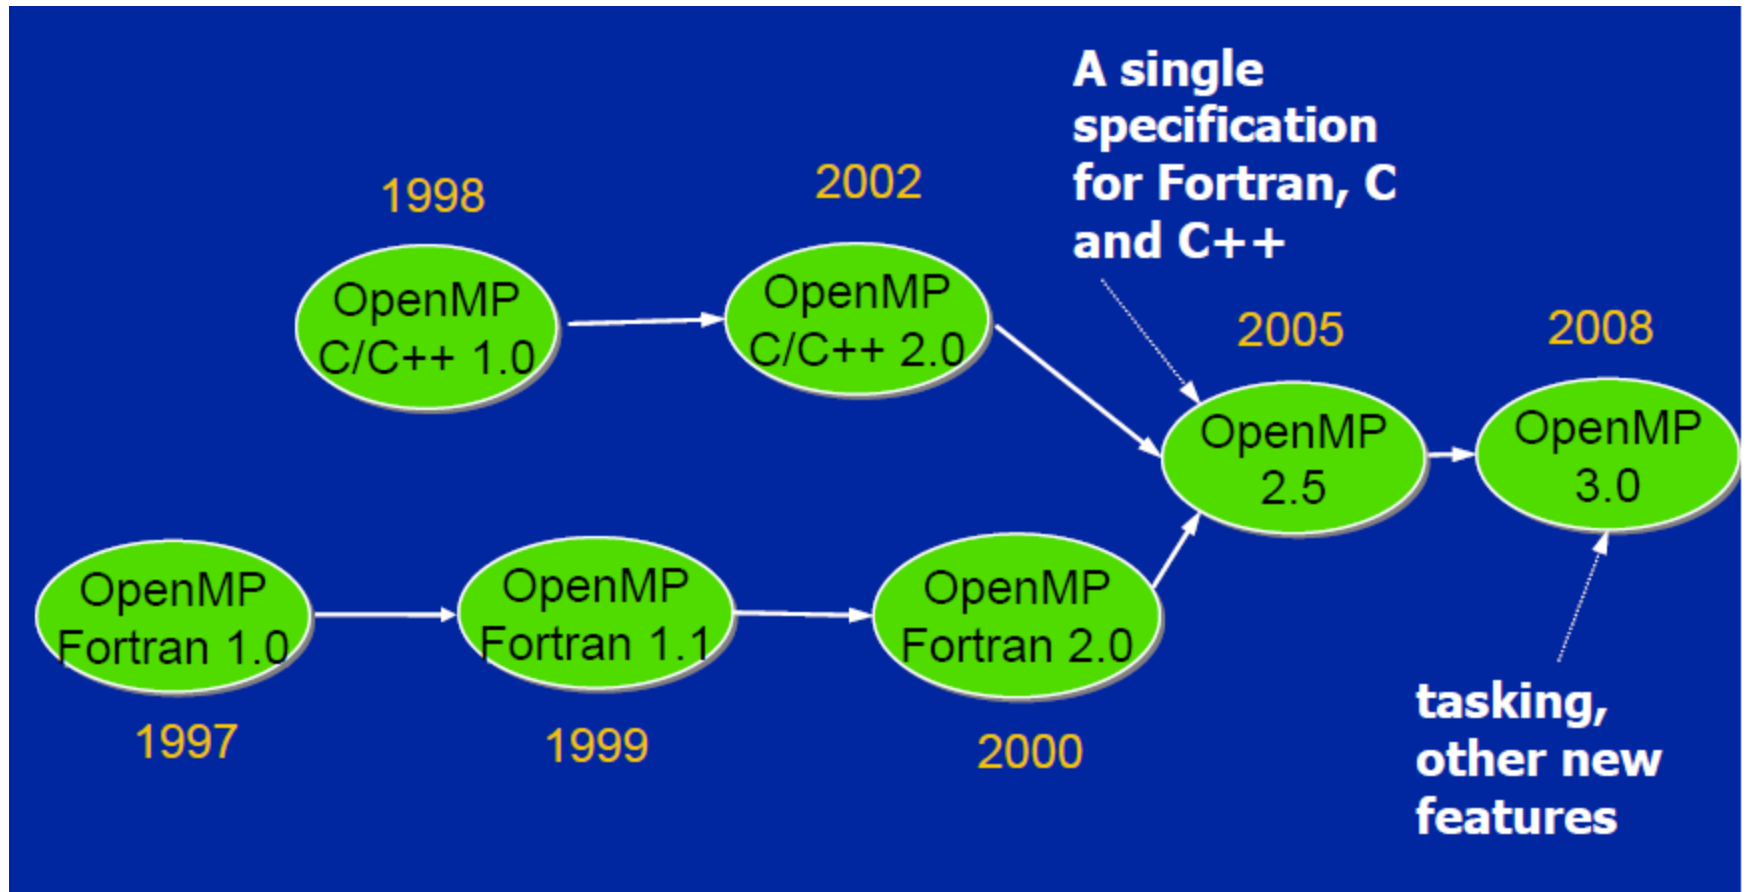 A single
specification
for Fortran, C
and C++
1998
2002
OpenMP
C/C++ 1.0
OpenMP
C/C++ 2.0
2005
2008
OpenMP
2.5
OpenMP
3.0
OpenMP
Fortran 1.0
OpenMP
Fortran 1.1
OpenMP
Fortran 2.0
1997
1999
2000
tasking,
other new
features